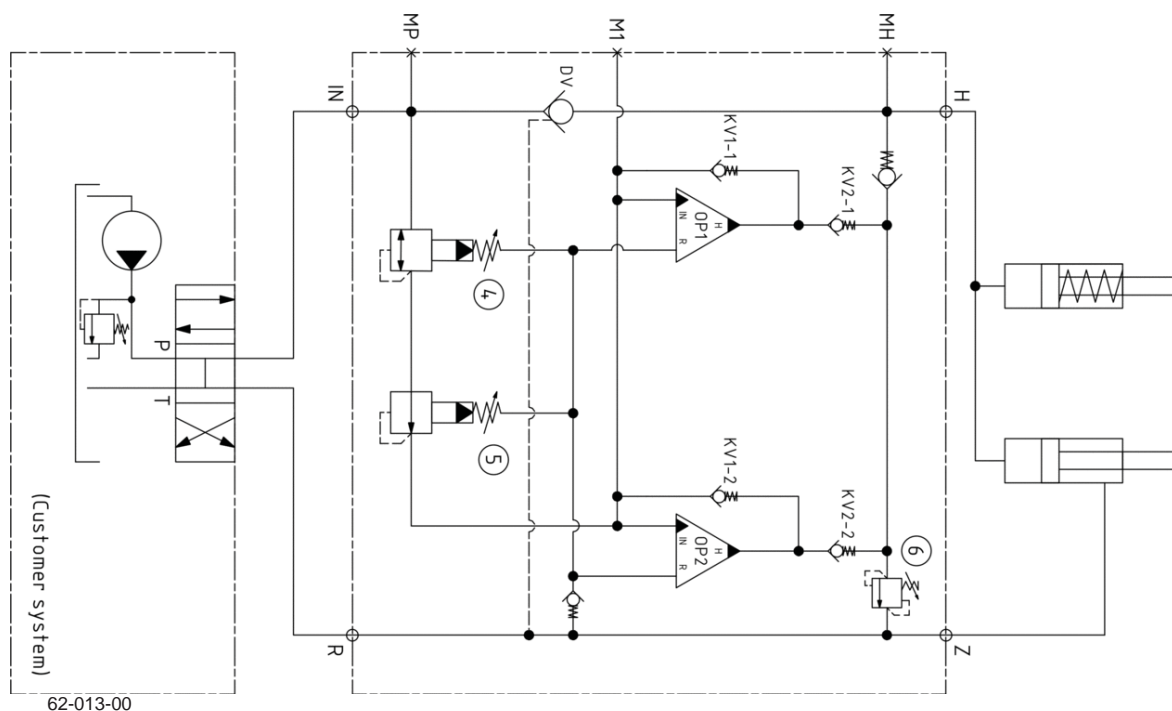 MP
M1
MH
IN
DV
H
KV1-1
KV2-1
IN
OP1
H
R
4
P
T
5
KV1-2
KV2-2
6
IN
OP2
H
R
R
Z
(Customer system)
62-013-00